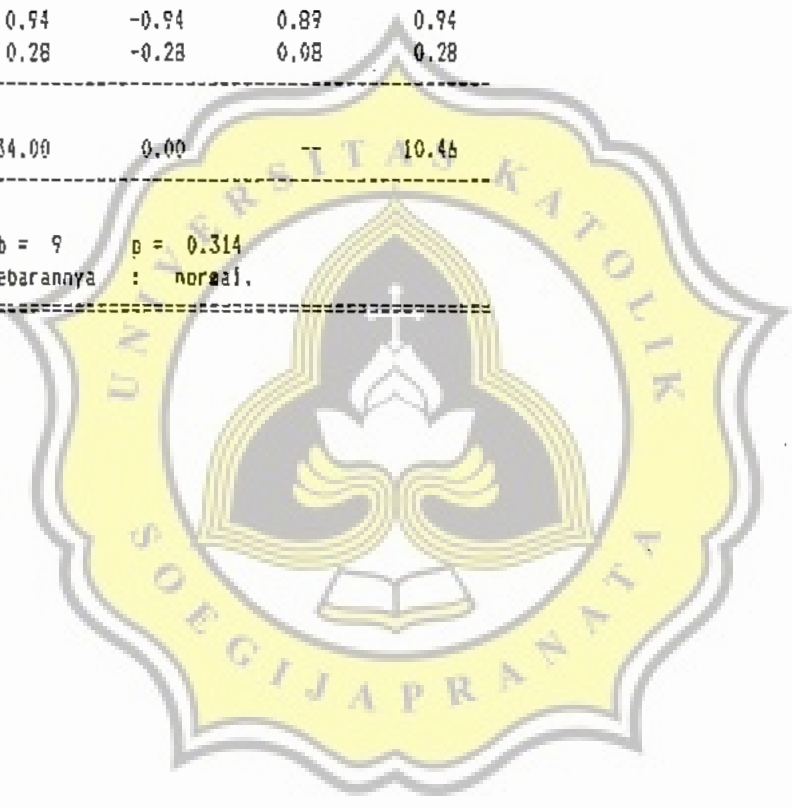 0.94 -0.94 0.89 0.94
0.28 -0.28 0.08 0.28
34.00 0.00 -- 10.46
b = 9 p = 0.314
ebarannya : normal.
UNIVERSITAS KATOLIK
SOEGIJAPRANATA